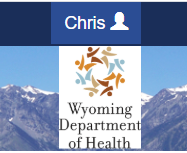 Chris
Wyoming
Department
of Health